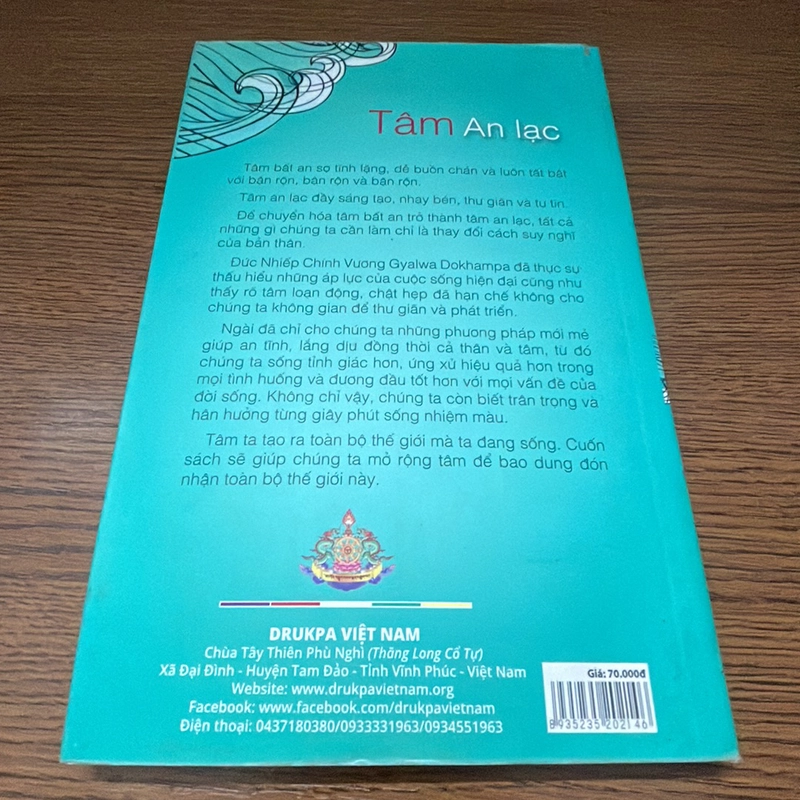 Tâm An lạc
Tâm bất an sợ tĩnh lặng, dễ buồn chán và luôn tất bật
với bận rộn, bận rộn và bận rộn.
Tâm an lạc đầy sáng tạo, nhạy bén, thư giãn và tự tin.
Để chuyển hóa tâm bất an trở thành tâm an lạc, tất cả
những gì chúng ta cần làm chỉ là thay đổi cách suy nghĩ
của bản thân.
Đức Nhiếp Chính Vương Gyalwa Dokhampa đã thực sự
thấu hiểu những áp lực của cuộc sống hiện đại cũng như
thấy rõ tâm loạn động, chật hẹp đã hạn chế không cho
chúng ta không gian để thư giãn và phát triển.
Ngài đã chỉ cho chúng ta những phương pháp mới mẻ
giúp an tĩnh, lắng dịu đồng thời cả thân và tâm, từ đó
chúng ta sống tỉnh giác hơn, ứng xử hiệu quả hơn trong
mọi tình huống và đương đầu tốt hơn với mọi vấn đề của
đời sống. Không chỉ vậy, chúng ta còn biết trân trọng và
hân hưởng từng giây phút sống nhiệm màu.
Tâm ta tạo ra toàn bộ thế giới mà ta đang sống. Cuốn
sách sẽ giúp chúng ta mở rộng tâm để bao dung đón
nhận toàn bộ thế giới này.
DRUKPA VIỆT NAM
Chùa Tây Thiên Phù Nghì (Thăng Long Cổ Tự)
Xã Đại Đình - Huyện Tam Đảo - Tỉnh Vĩnh Phúc - Việt Nam
Website: www.drukpavietnam.org
Facebook: www.facebook.com/drukpavietnam
Điện thoại: 0437180380/0933331963/0934551963
Giá: 70.000đ
8 935235 202146